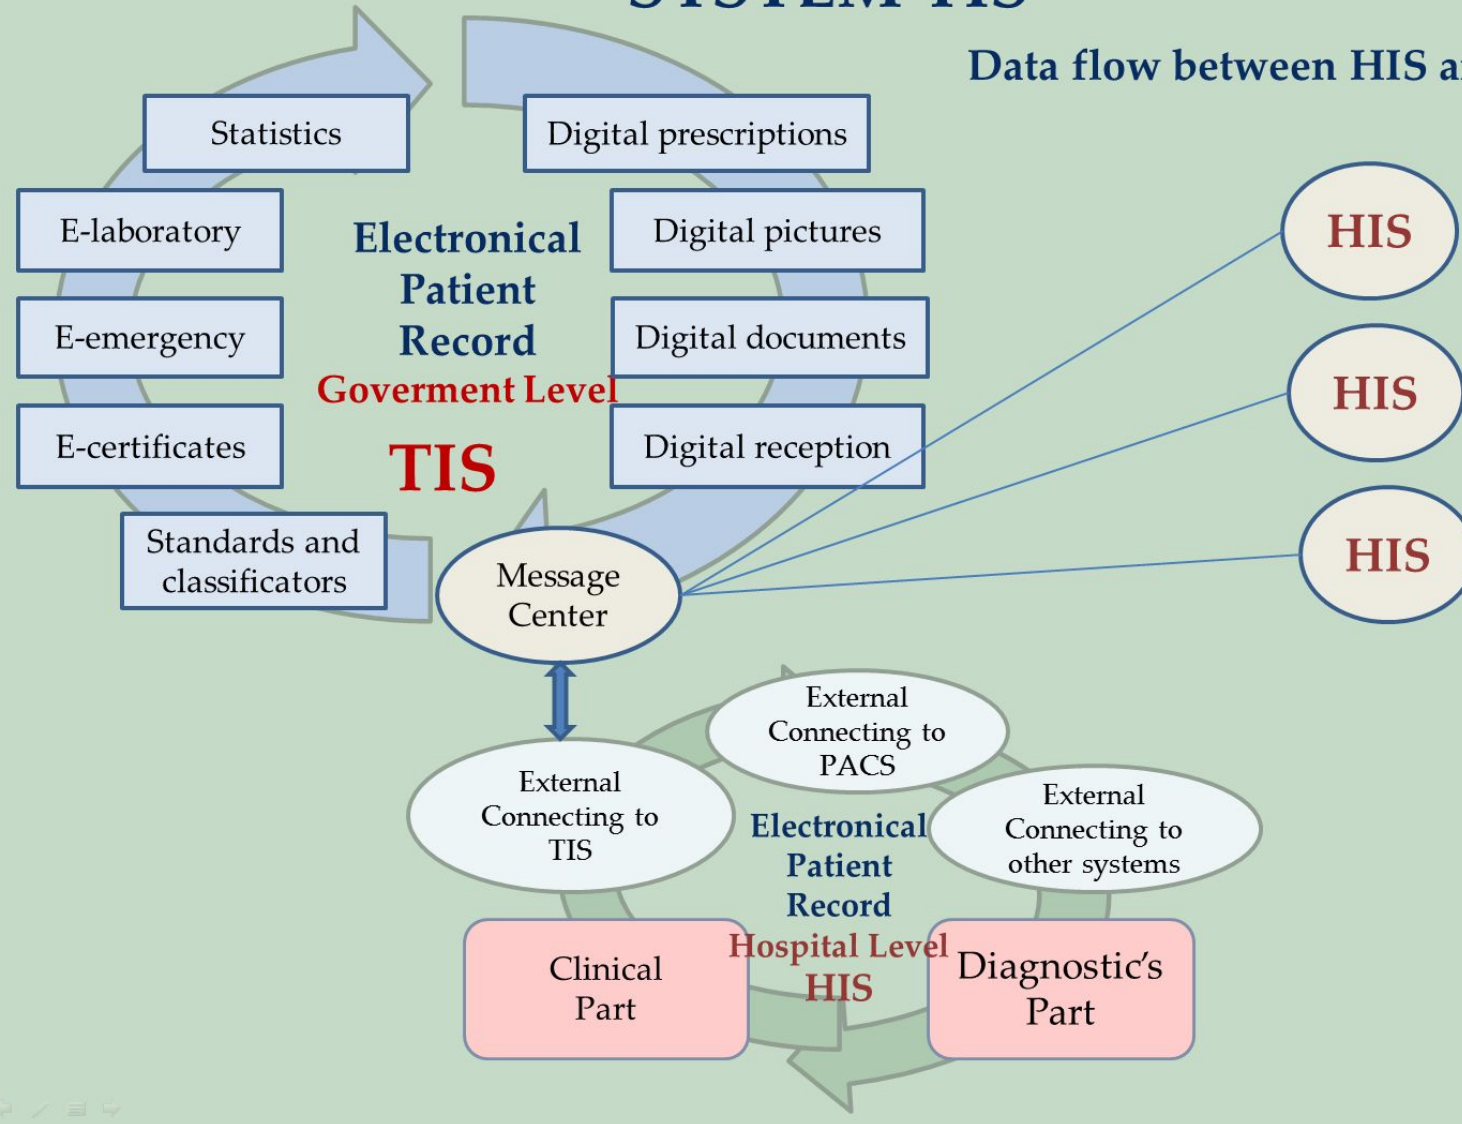 SYSTEM-TIS
Data flow between HIS a
Statistics
Digital prescriptions
E-laboratory
Digital pictures
E-emergency
Digital documents
E-certificates
Digital reception
Standards and
classificators
Electronical
Patient
Record
Goverment Level
TIS
HIS
HIS
HIS
Message
Center
External
Connecting to
PACS
External
Connecting to
TIS
External
Connecting to
other systems
Electronical
Patient
Record
Hospital Level
HIS
Clinical
Part
Diagnostic's
Part